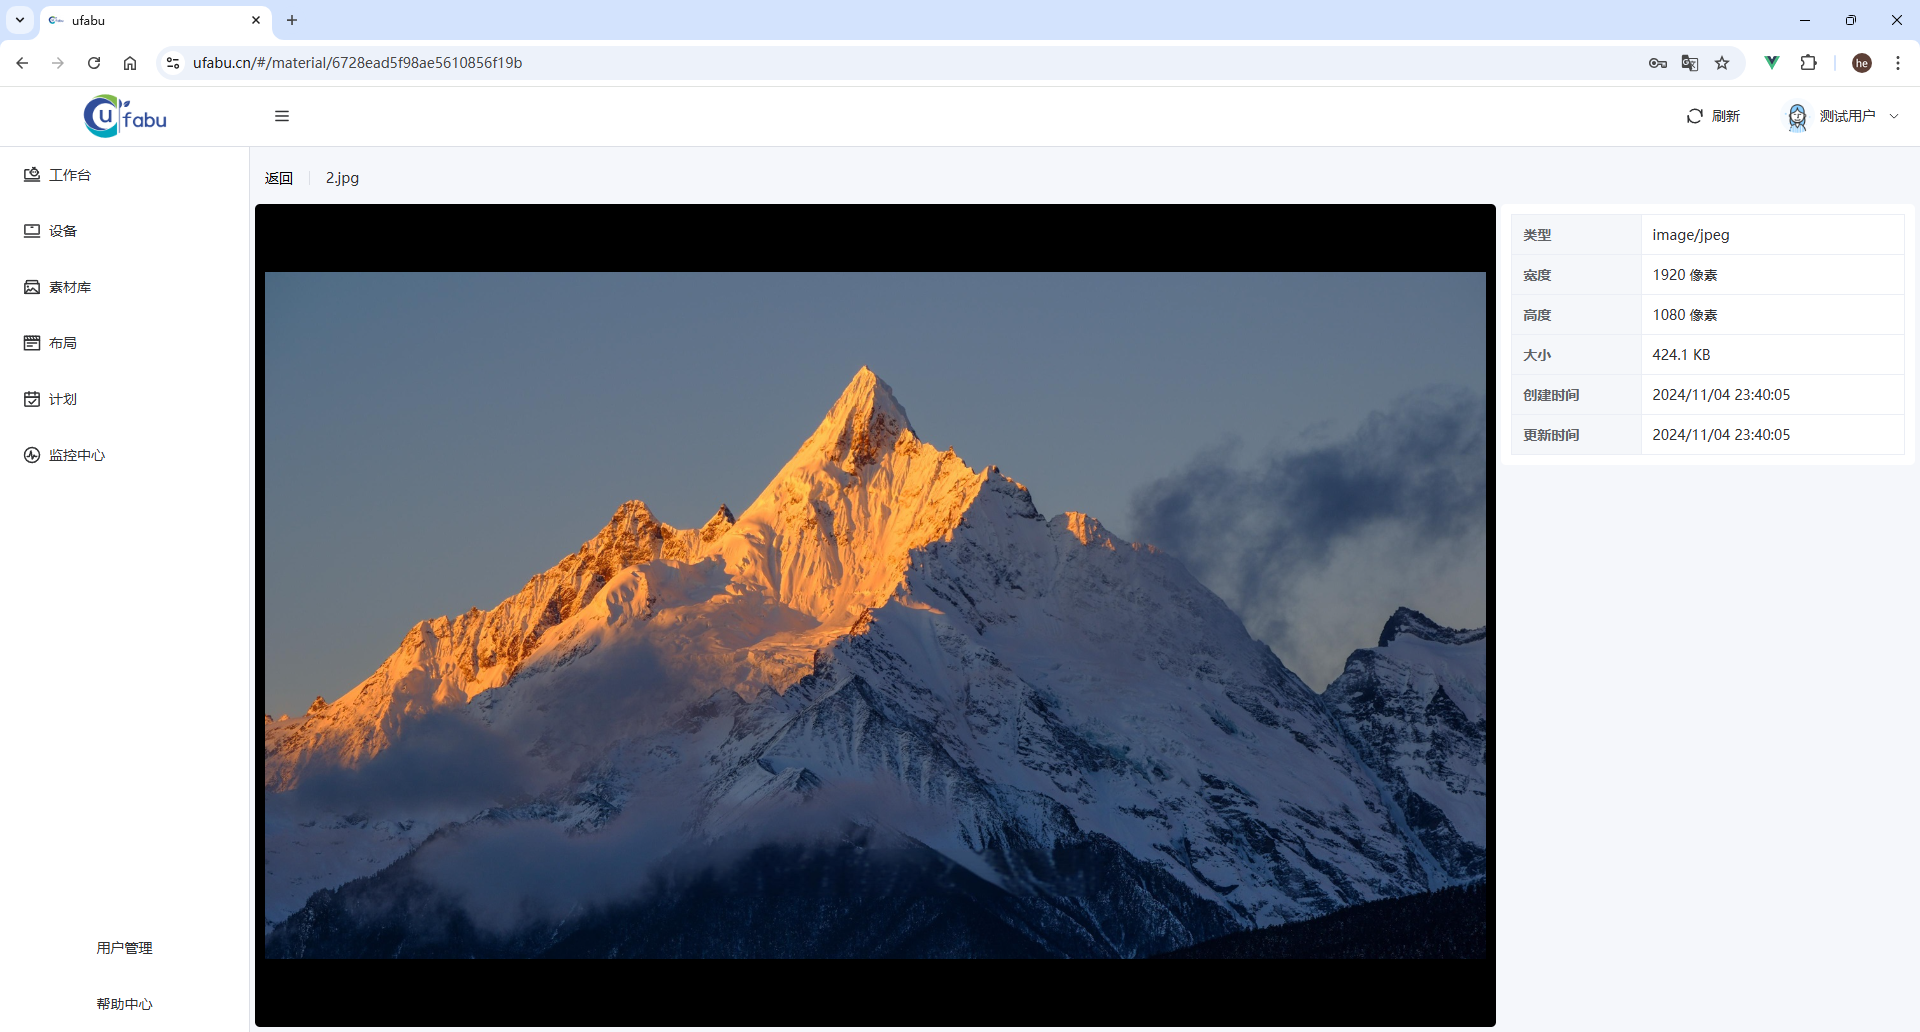 ufabu
ufabu.cn/#/material/6728ead5f98ae5610856f19b
he
ufabu
刷新
测试用户
工作台
设备
素材库
布局
计划
监控中心
用户管理
帮助中心
返回 2.jpg
类型 image/jpeg
宽度 1920 像素
高度 1080 像素
大小 424.1 KB
创建时间 2024/11/04 23:40:05
更新时间 2024/11/04 23:40:05